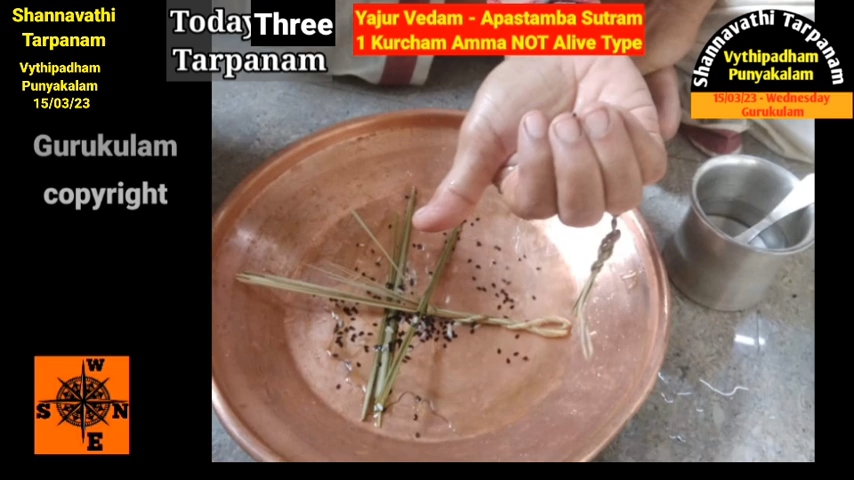 Shannavathi
Tarpanam
Vythipadham
Punyakalam
15/03/23
Today Three
Tarpanam
Yajur Vedam - Apastamba Sutram
1 Kurcham Amma NOT Alive Type
Shannavathi Tarpanam
Vythipadham
Punyakalam
15/03/23 - Wednesday
Gurukulam
Gurukulam
copyright
W
S N
E